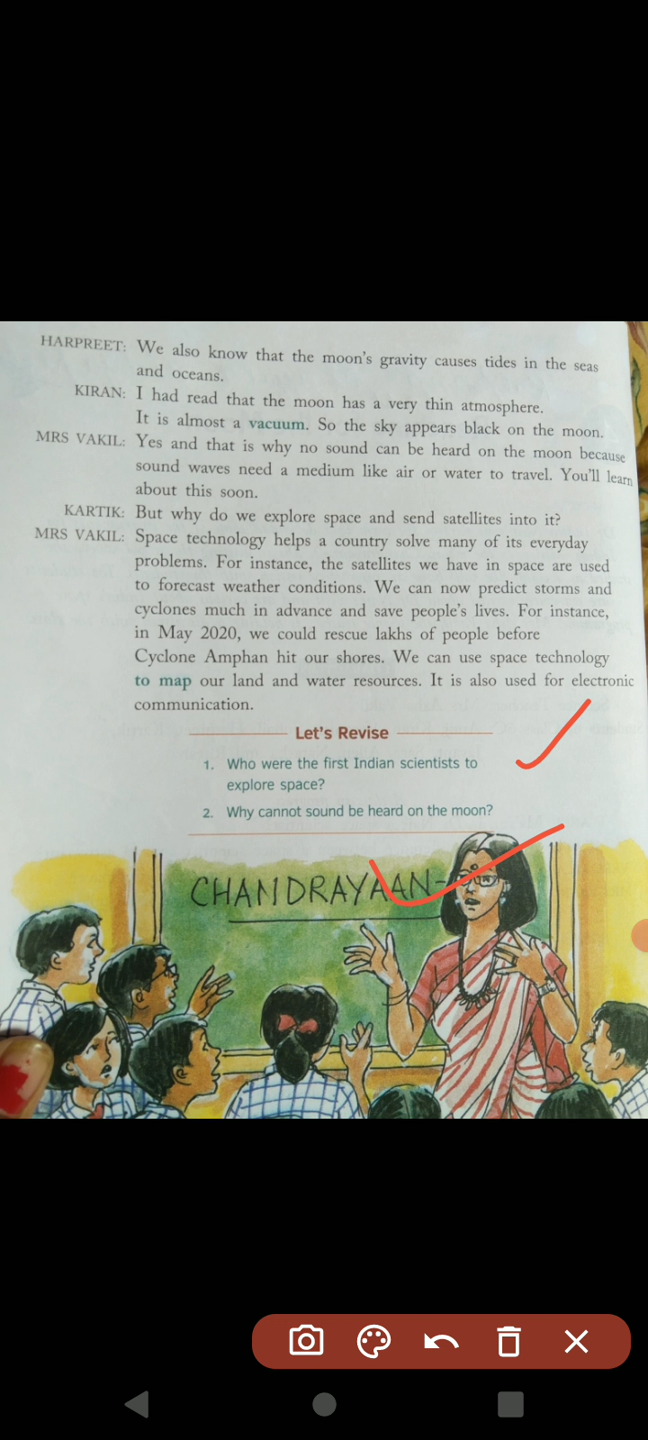 HARPREET: We also know that the moon's gravity causes tides in the seas
and oceans.
KIRAN: I had read that the moon has a very thin atmosphere.
It is almost a vacuum. So the sky appears black on the moon.
MRS VAKIL: Yes and that is why no sound can be heard on the moon because
sound waves need a medium like air or water to travel. You'll learn
about this soon.
KARTIK: But why do we explore space and send satellites into it?
MRS VAKIL: Space technology helps a country solve many of its everyday
problems. For instance, the satellites we have in space are used
to forecast weather conditions. We can now predict storms and
cyclones much in advance and save people's lives. For instance,
in May 2020, we could rescue lakhs of people before
Cyclone Amphan hit our shores. We can use space technology
to map our land and water resources. It is also used for electronic
communication.
Let's Revise
1. Who were the first Indian scientists to
explore space?
2. Why cannot sound be heard on the moon?
CHANDRAYAAN-